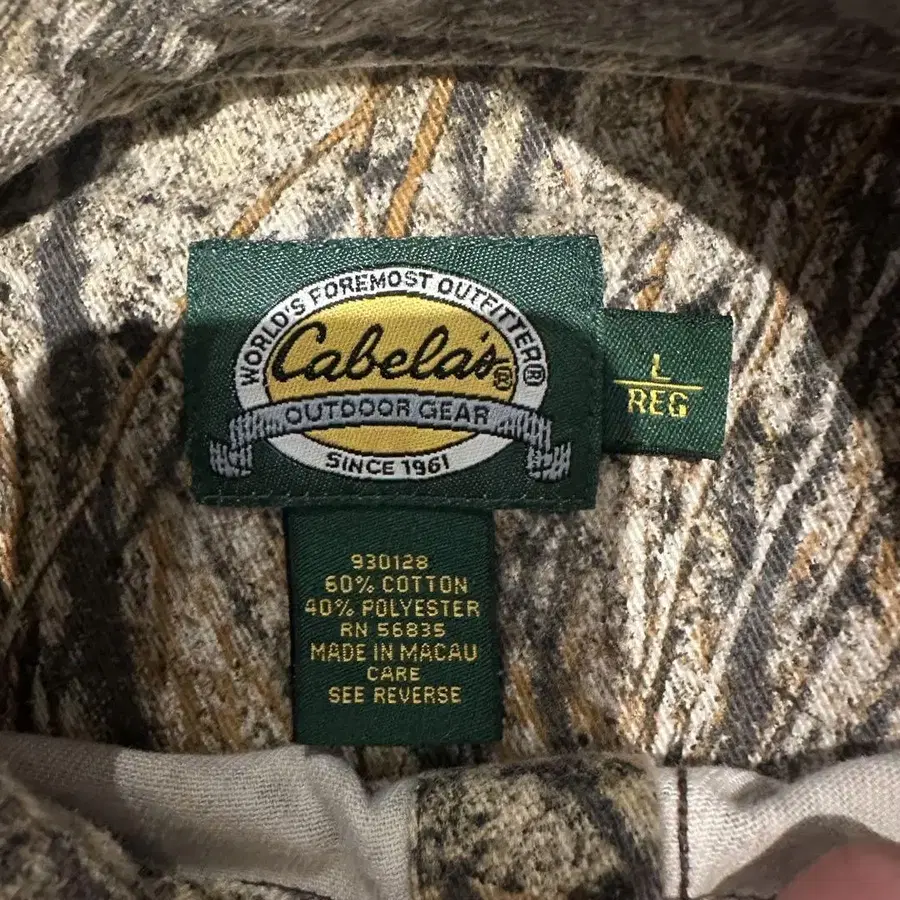 WORLD'S FOREMOST OUTFITTER®
Cabela's®
OUTDOOR GEAR
SINCE 1961
L
REG
930128
60% COTTON
40% POLYESTER
RN 56835
MADE IN MACAU
CARE
SEE REVERSE